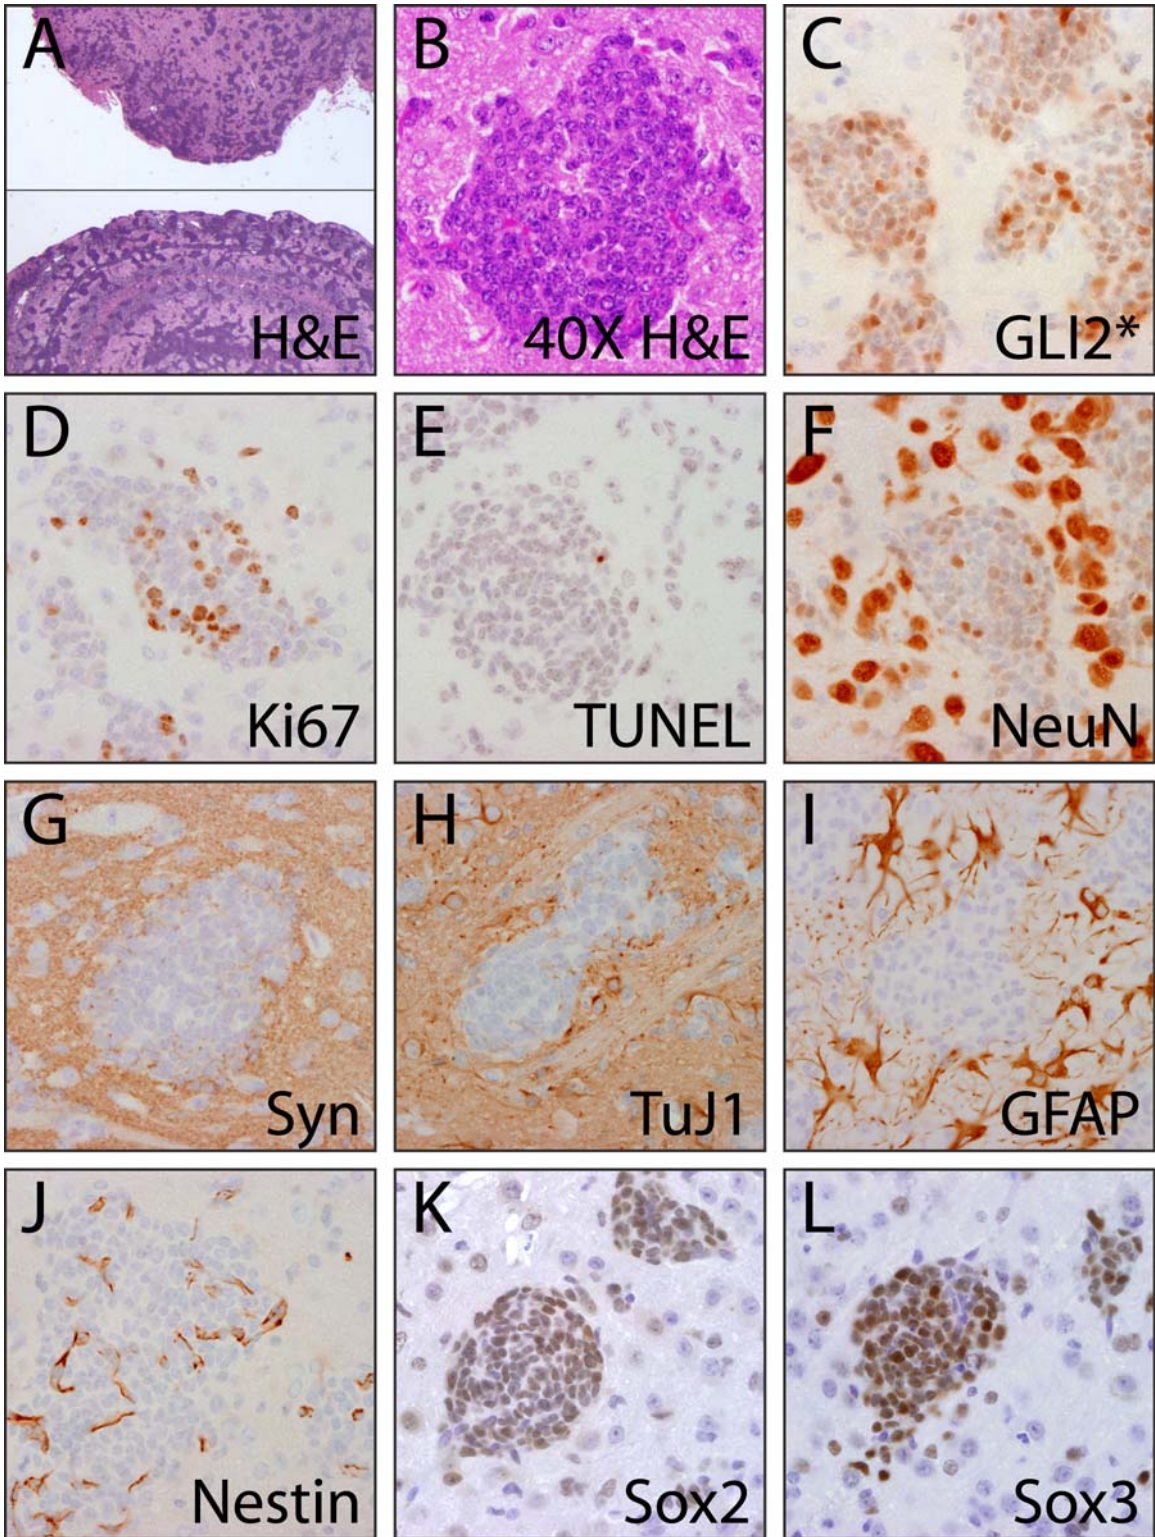 A
H&E
B
40X H&E
C
GLI2*
D
Ki67
E
TUNEL
F
NeuN
G
Syn
H
TuJ1
I
GFAP
J
Nestin
K
Sox2
L
Sox3